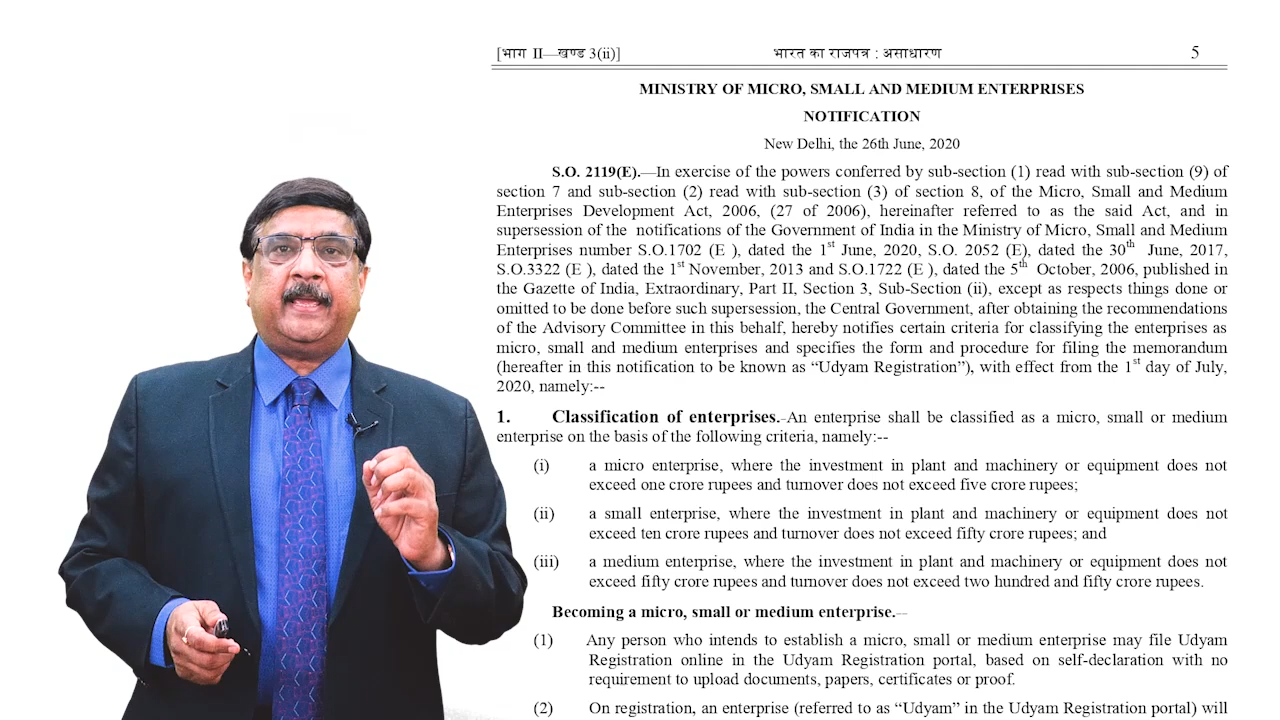 [भाग II—खण्ड 3(ii)] भारत का राजपत्र : असाधारण 5
MINISTRY OF MICRO, SMALL AND MEDIUM ENTERPRISES
NOTIFICATION
New Delhi, the 26th June, 2020
S.O. 2119(E).—In exercise of the powers conferred by sub-section (1) read with sub-section (9) of
section 7 and sub-section (2) read with sub-section (3) of section 8, of the Micro, Small and Medium
Enterprises Development Act, 2006, (27 of 2006), hereinafter referred to as the said Act, and in
supersession of the notifications of the Government of India in the Ministry of Micro, Small and Medium
Enterprises number S.O.1702 (E ), dated the 1st June, 2020, S.O. 2052 (E), dated the 30th June, 2017,
S.O.3322 (E ), dated the 1st November, 2013 and S.O.1722 (E ), dated the 5th October, 2006, published in
the Gazette of India, Extraordinary, Part II, Section 3, Sub-Section (ii), except as respects things done or
omitted to be done before such supersession, the Central Government, after obtaining the recommendations
of the Advisory Committee in this behalf, hereby notifies certain criteria for classifying the enterprises as
micro, small and medium enterprises and specifies the form and procedure for filing the memorandum
(hereafter in this notification to be known as “Udyam Registration”), with effect from the 1st day of July,
2020, namely:--
1. Classification of enterprises.-An enterprise shall be classified as a micro, small or medium
enterprise on the basis of the following criteria, namely:--
(i) a micro enterprise, where the investment in plant and machinery or equipment does not
exceed one crore rupees and turnover does not exceed five crore rupees;
(ii) a small enterprise, where the investment in plant and machinery or equipment does not
exceed ten crore rupees and turnover does not exceed fifty crore rupees; and
(iii) a medium enterprise, where the investment in plant and machinery or equipment does not
exceed fifty crore rupees and turnover does not exceed two hundred and fifty crore rupees.
Becoming a micro, small or medium enterprise.--
(1) Any person who intends to establish a micro, small or medium enterprise may file Udyam
Registration online in the Udyam Registration portal, based on self-declaration with no
requirement to upload documents, papers, certificates or proof.
(2) On registration, an enterprise (referred to as “Udyam” in the Udyam Registration portal) will